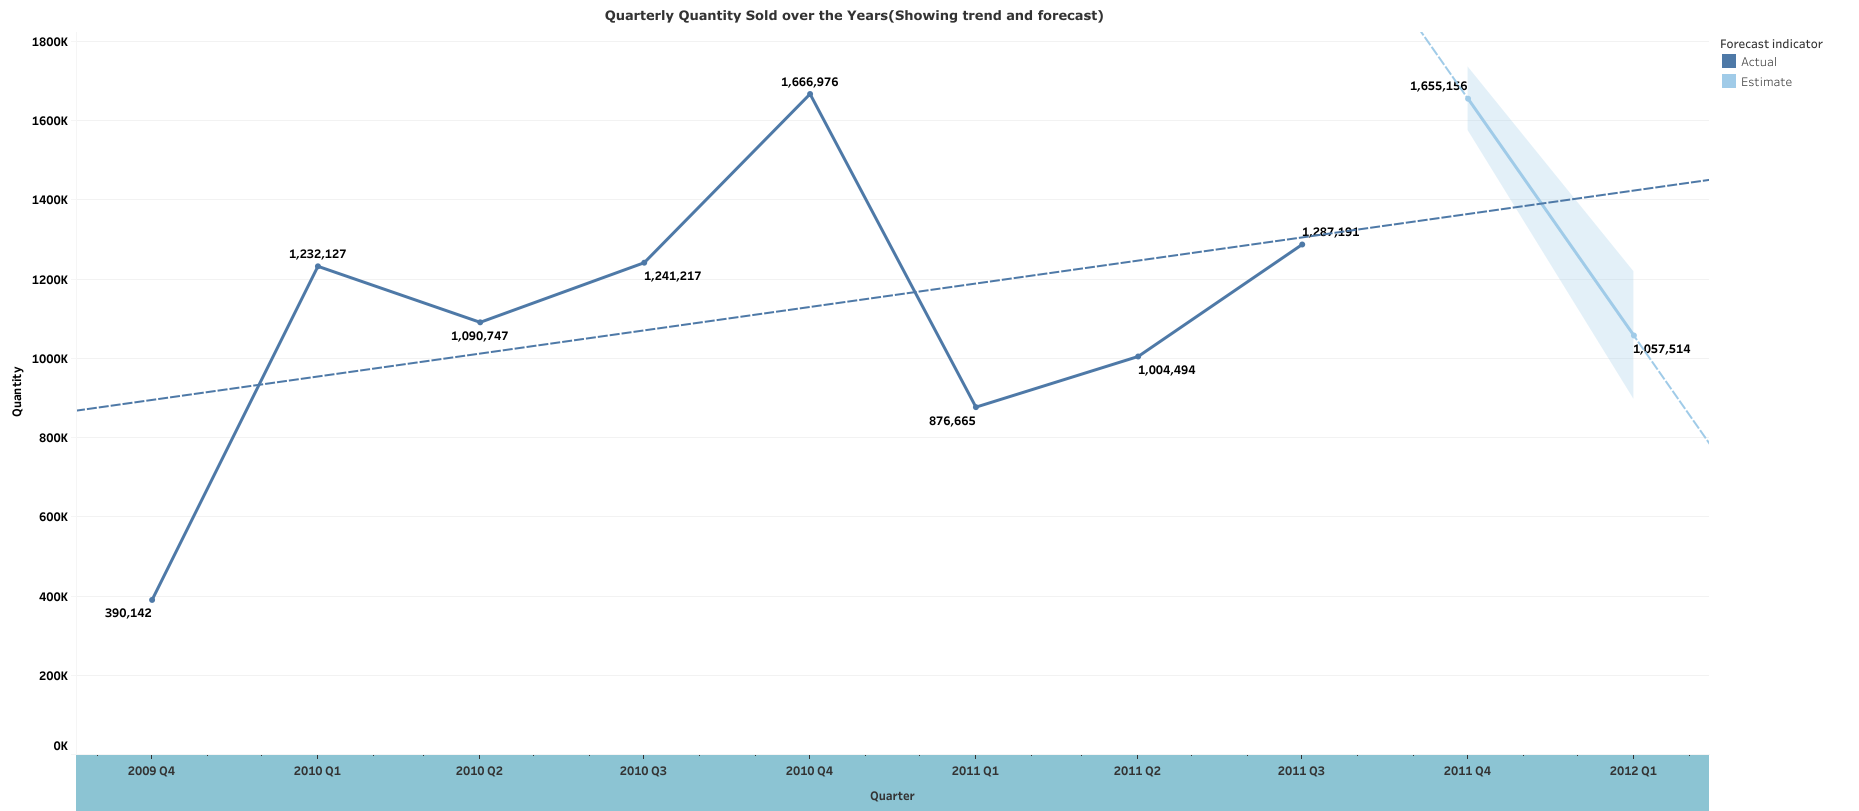 Quarterly Quantity Sold over the Years(Showing trend and forecast)
Forecast indicator
Actual
Estimate
Quantity
1800K
1600K
1400K
1200K
1000K
800K
600K
400K
200K
0K
390,142
1,232,127
1,090,747
1,241,217
1,666,976
876,665
1,004,494
1,287,191
1,655,156
1,057,514
2009 Q4
2010 Q1
2010 Q2
2010 Q3
2010 Q4
2011 Q1
2011 Q2
2011 Q3
2011 Q4
2012 Q1
Quarter